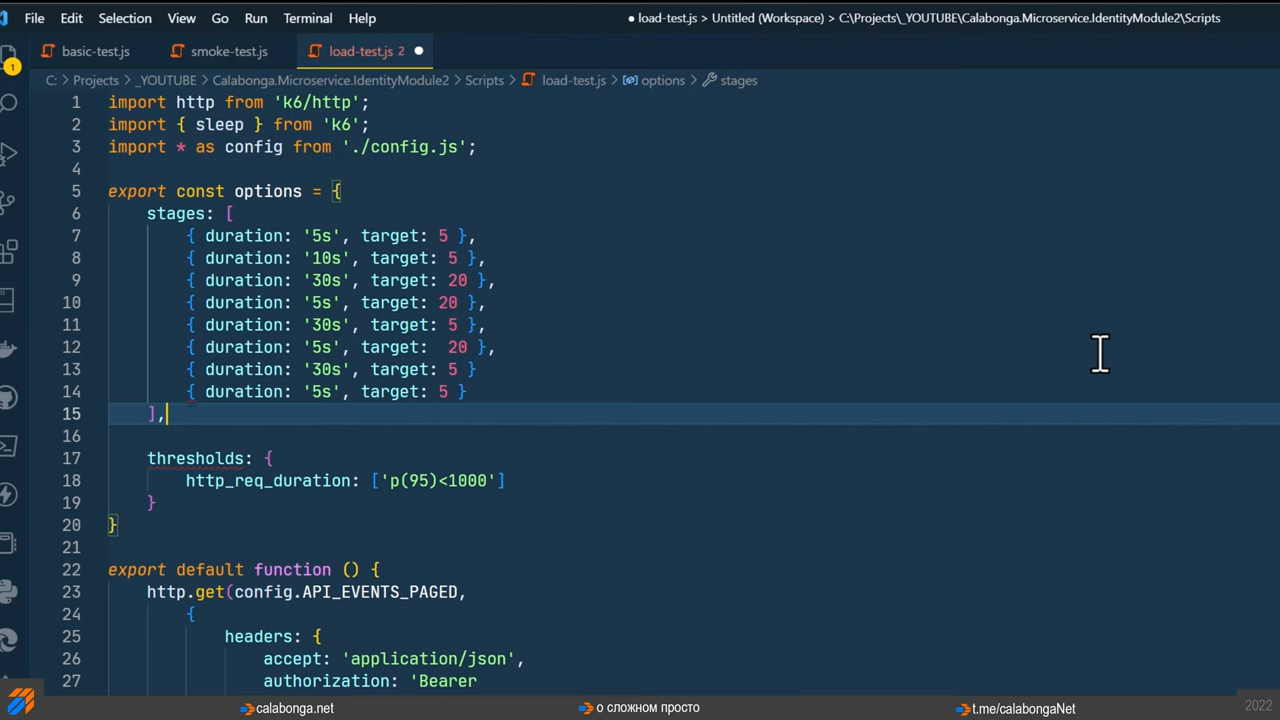 File Edit Selection View Go Run Terminal Help
● load-test.js > Untitled (Workspace) > C:\Projects\_YOUTUBE\Calabonga.Microservice.IdentityModule2\Scripts
basic-test.js smoke-test.js load-test.js 2
C: > Projects > _YOUTUBE > Calabonga.Microservice.IdentityModule2 > Scripts > load-test.js > options > stages
1
1 import http from 'k6/http';
2 import { sleep } from 'k6';
3 import * as config from './config.js';
4
5 export const options = {
6 stages: [
7 { duration: '5s', target: 5 },
8 { duration: '10s', target: 5 },
9 { duration: '30s', target: 20 },
10 { duration: '5s', target: 20 },
11 { duration: '30s', target: 5 },
12 { duration: '5s', target:  20 },
13 { duration: '30s', target: 5 }
14 { duration: '5s', target: 5 }
15 ],
16
17 thresholds: {
18 http_req_duration: ['p(95)<1000']
19 }
20 }
21
22 export default function () {
23 http.get(config.API_EVENTS_PAGED,
24 {
25 headers: {
26 accept: 'application/json',
27 authorization: 'Bearer
calabonga.net
о сложном просто
t.me/calabongaNet
2022